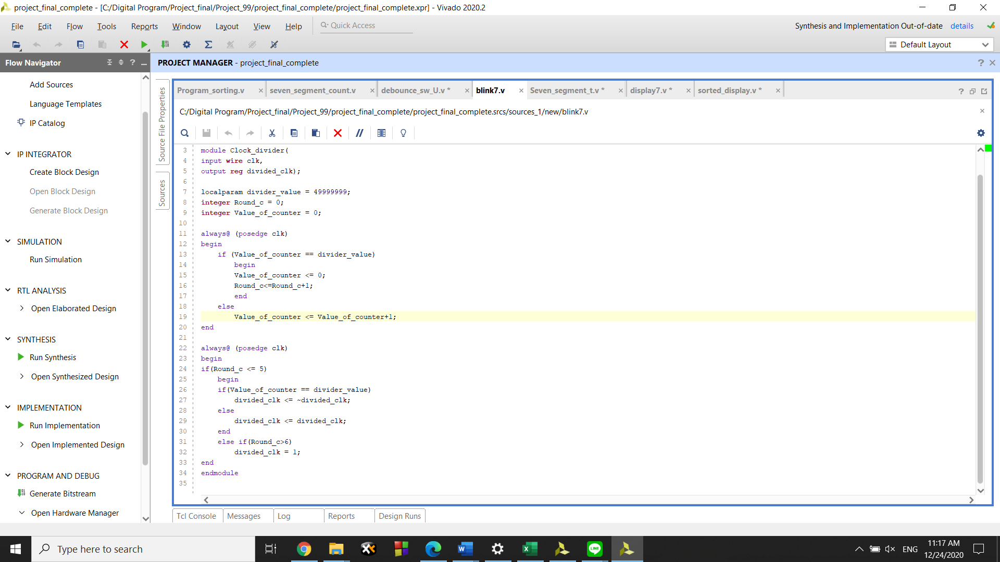 project_final_complete - [C:/Digital Program/Project_final/Project_99/project_final_complete/project_final_complete.xpr] - Vivado 2020.2
File Edit Flow Tools Reports Window Layout View Help Quick Access
Synthesis and Implementation Out-of-date details
Default Layout
Flow Navigator
PROJECT MANAGER - project_final_complete
Add Sources
Language Templates
IP Catalog
IP INTEGRATOR
Create Block Design
Open Block Design
Generate Block Design
SIMULATION
Run Simulation
RTL ANALYSIS
Open Elaborated Design
SYNTHESIS
Run Synthesis
Open Synthesized Design
IMPLEMENTATION
Run Implementation
Open Implemented Design
PROGRAM AND DEBUG
Generate Bitstream
Open Hardware Manager
Source File Properties
Sources
Program_sorting.v seven_segment_count.v debounce_sw_U.v * blink7.v Seven_segment_t.v * display7.v * sorted_display.v *
C:/Digital Program/Project_final/Project_99/project_final_complete/project_final_complete.srcs/sources_1/new/blink7.v
3 module Clock_divider(
4 input wire clk,
5 output reg divided_clk);
6
7 localparam divider_value = 49999999;
8 integer Round_c = 0;
9 integer Value_of_counter = 0;
10
11 always@ (posedge clk)
12 begin
13 if (Value_of_counter == divider_value)
14 begin
15 Value_of_counter <= 0;
16 Round_c<=Round_c+1;
17 end
18 else
19 Value_of_counter <= Value_of_counter+1;
20 end
21
22 always@ (posedge clk)
23 begin
24 if(Round_c <= 5)
25 begin
26 if(Value_of_counter == divider_value)
27 divided_clk <= ~divided_clk;
28 else
29 divided_clk <= divided_clk;
30 end
31 else if(Round_c>6)
32 divided_clk = 1;
33 end
34 endmodule
35
Tcl Console Messages Log Reports Design Runs
Type here to search
ENG
11:17 AM
12/24/2020